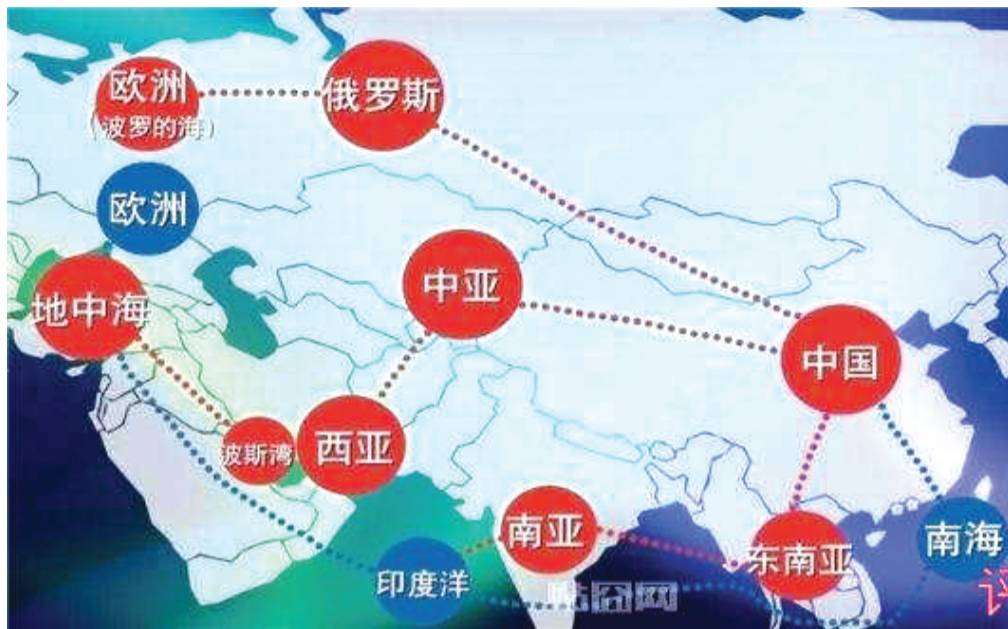 欧洲
（波罗的海）
俄罗斯
欧洲
中亚
地中海
中国
波斯湾
西亚
南亚
东南亚
南海
印度洋